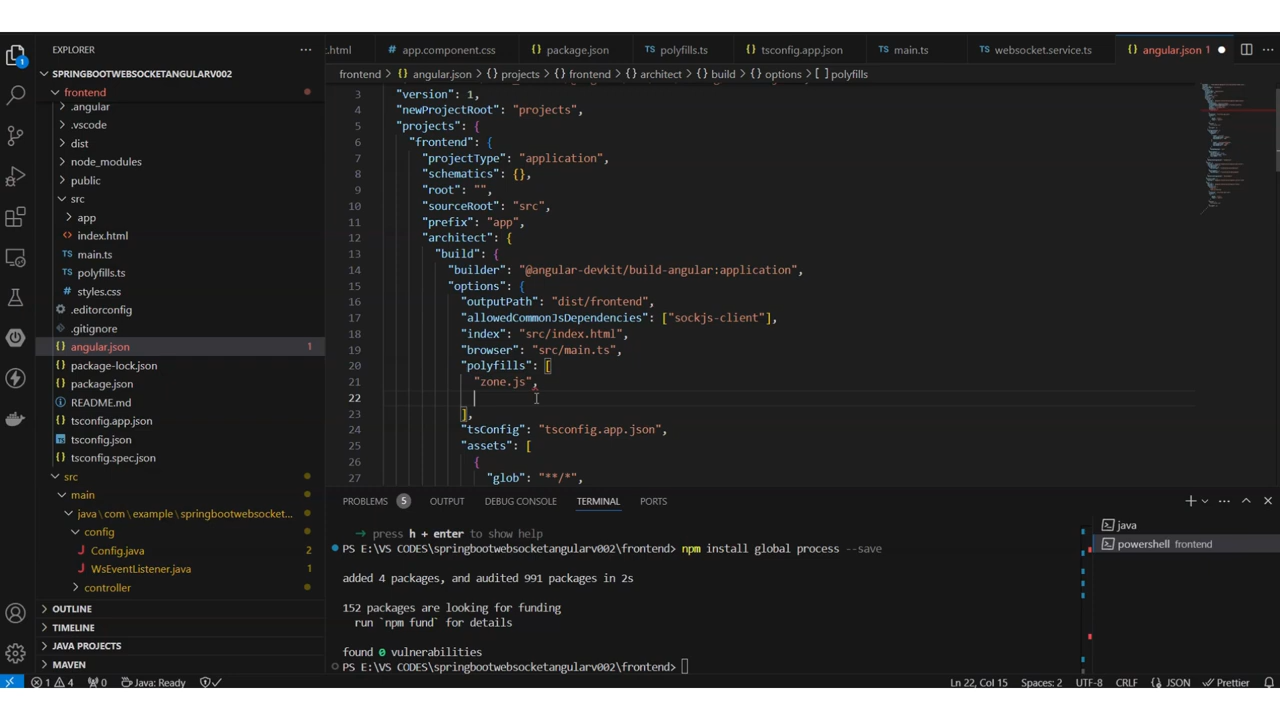 EXPLORER
SPRINGBOOTWEBSOCKETANGULARV002
frontend
.angular
.vscode
dist
node_modules
public
src
app
index.html
main.ts
polyfills.ts
styles.css
.editorconfig
.gitignore
angular.json 1
package-lock.json
package.json
README.md
tsconfig.app.json
tsconfig.json
tsconfig.spec.json
src
main
java\com\example\springbootwebsocket...
config
Config.java 2
WsEventListener.java 2
controller
OUTLINE
TIMELINE
JAVA PROJECTS
MAVEN
.html app.component.css package.json polyfills.ts tsconfig.app.json main.ts websocket.service.ts angular.json 1
frontend > angular.json > projects > frontend > architect > build > options > polyfills
3 "version": 1,
4 "newProjectRoot": "projects",
5 "projects": {
6 "frontend": {
7 "projectType": "application",
8 "schematics": {},
9 "root": "",
10 "sourceRoot": "src",
11 "prefix": "app",
12 "architect": {
13 "build": {
14 "builder": "@angular-devkit/build-angular:application",
15 "options": {
16 "outputPath": "dist/frontend",
17 "allowedCommonJsDependencies": ["sockjs-client"],
18 "index": "src/index.html",
19 "browser": "src/main.ts",
20 "polyfills": [
21 "zone.js",
22
23 ],
24 "tsConfig": "tsconfig.app.json",
25 "assets": [
26 {
27 "glob": "**/*",
PROBLEMS 5 OUTPUT DEBUG CONSOLE TERMINAL PORTS
→ press h + enter to show help
PS E:\VS CODES\springbootwebsocketangularv002\frontend> npm install global process --save
added 4 packages, and audited 991 packages in 2s
152 packages are looking for funding
run `npm fund` for details
found 0 vulnerabilities
PS E:\VS CODES\springbootwebsocketangularv002\frontend>
java
powershell frontend
1 4 0 Java: Ready Ln 22, Col 15 Spaces: 2 UTF-8 CRLF {} JSON Prettier